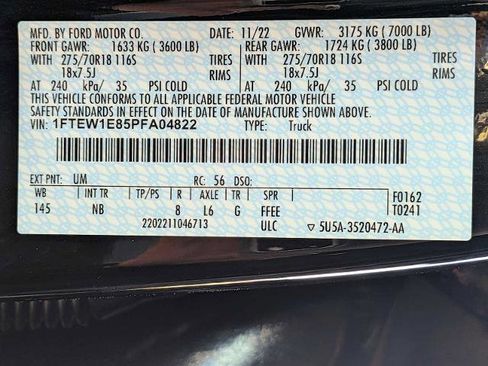 MFD. BY FORD MOTOR CO. 11/22 GVWR: 3175 KG ( 7000 LB)
FRONT GAWR: 1633 KG ( 3600 LB) REAR GAWR: 1724 KG ( 3800 LB)
WITH 275/70R18 116S TIRES WITH 275/70R18 116S TIRES
18x7.5J RIMS 18x7.5J RIMS
AT 240 kPa/ 35 PSI COLD AT 240 kPa/ 35 PSI COLD
THIS VEHICLE CONFORMS TO ALL APPLICABLE FEDERAL MOTOR VEHICLE
SAFETY STANDARDS IN EFFECT ON THE DATE OF MANUFACTURE SHOWN ABOVE.
VIN: 1FTEW1E85PFA04822 TYPE: Truck
EXT PNT: UM RC: 56 DSO:
WB INT TR TP/PS R AXLE TR SPR F0162
145 NB 8 L6 G FFEE T0241
2202211046713 ULC 5U5A-3520472-AA